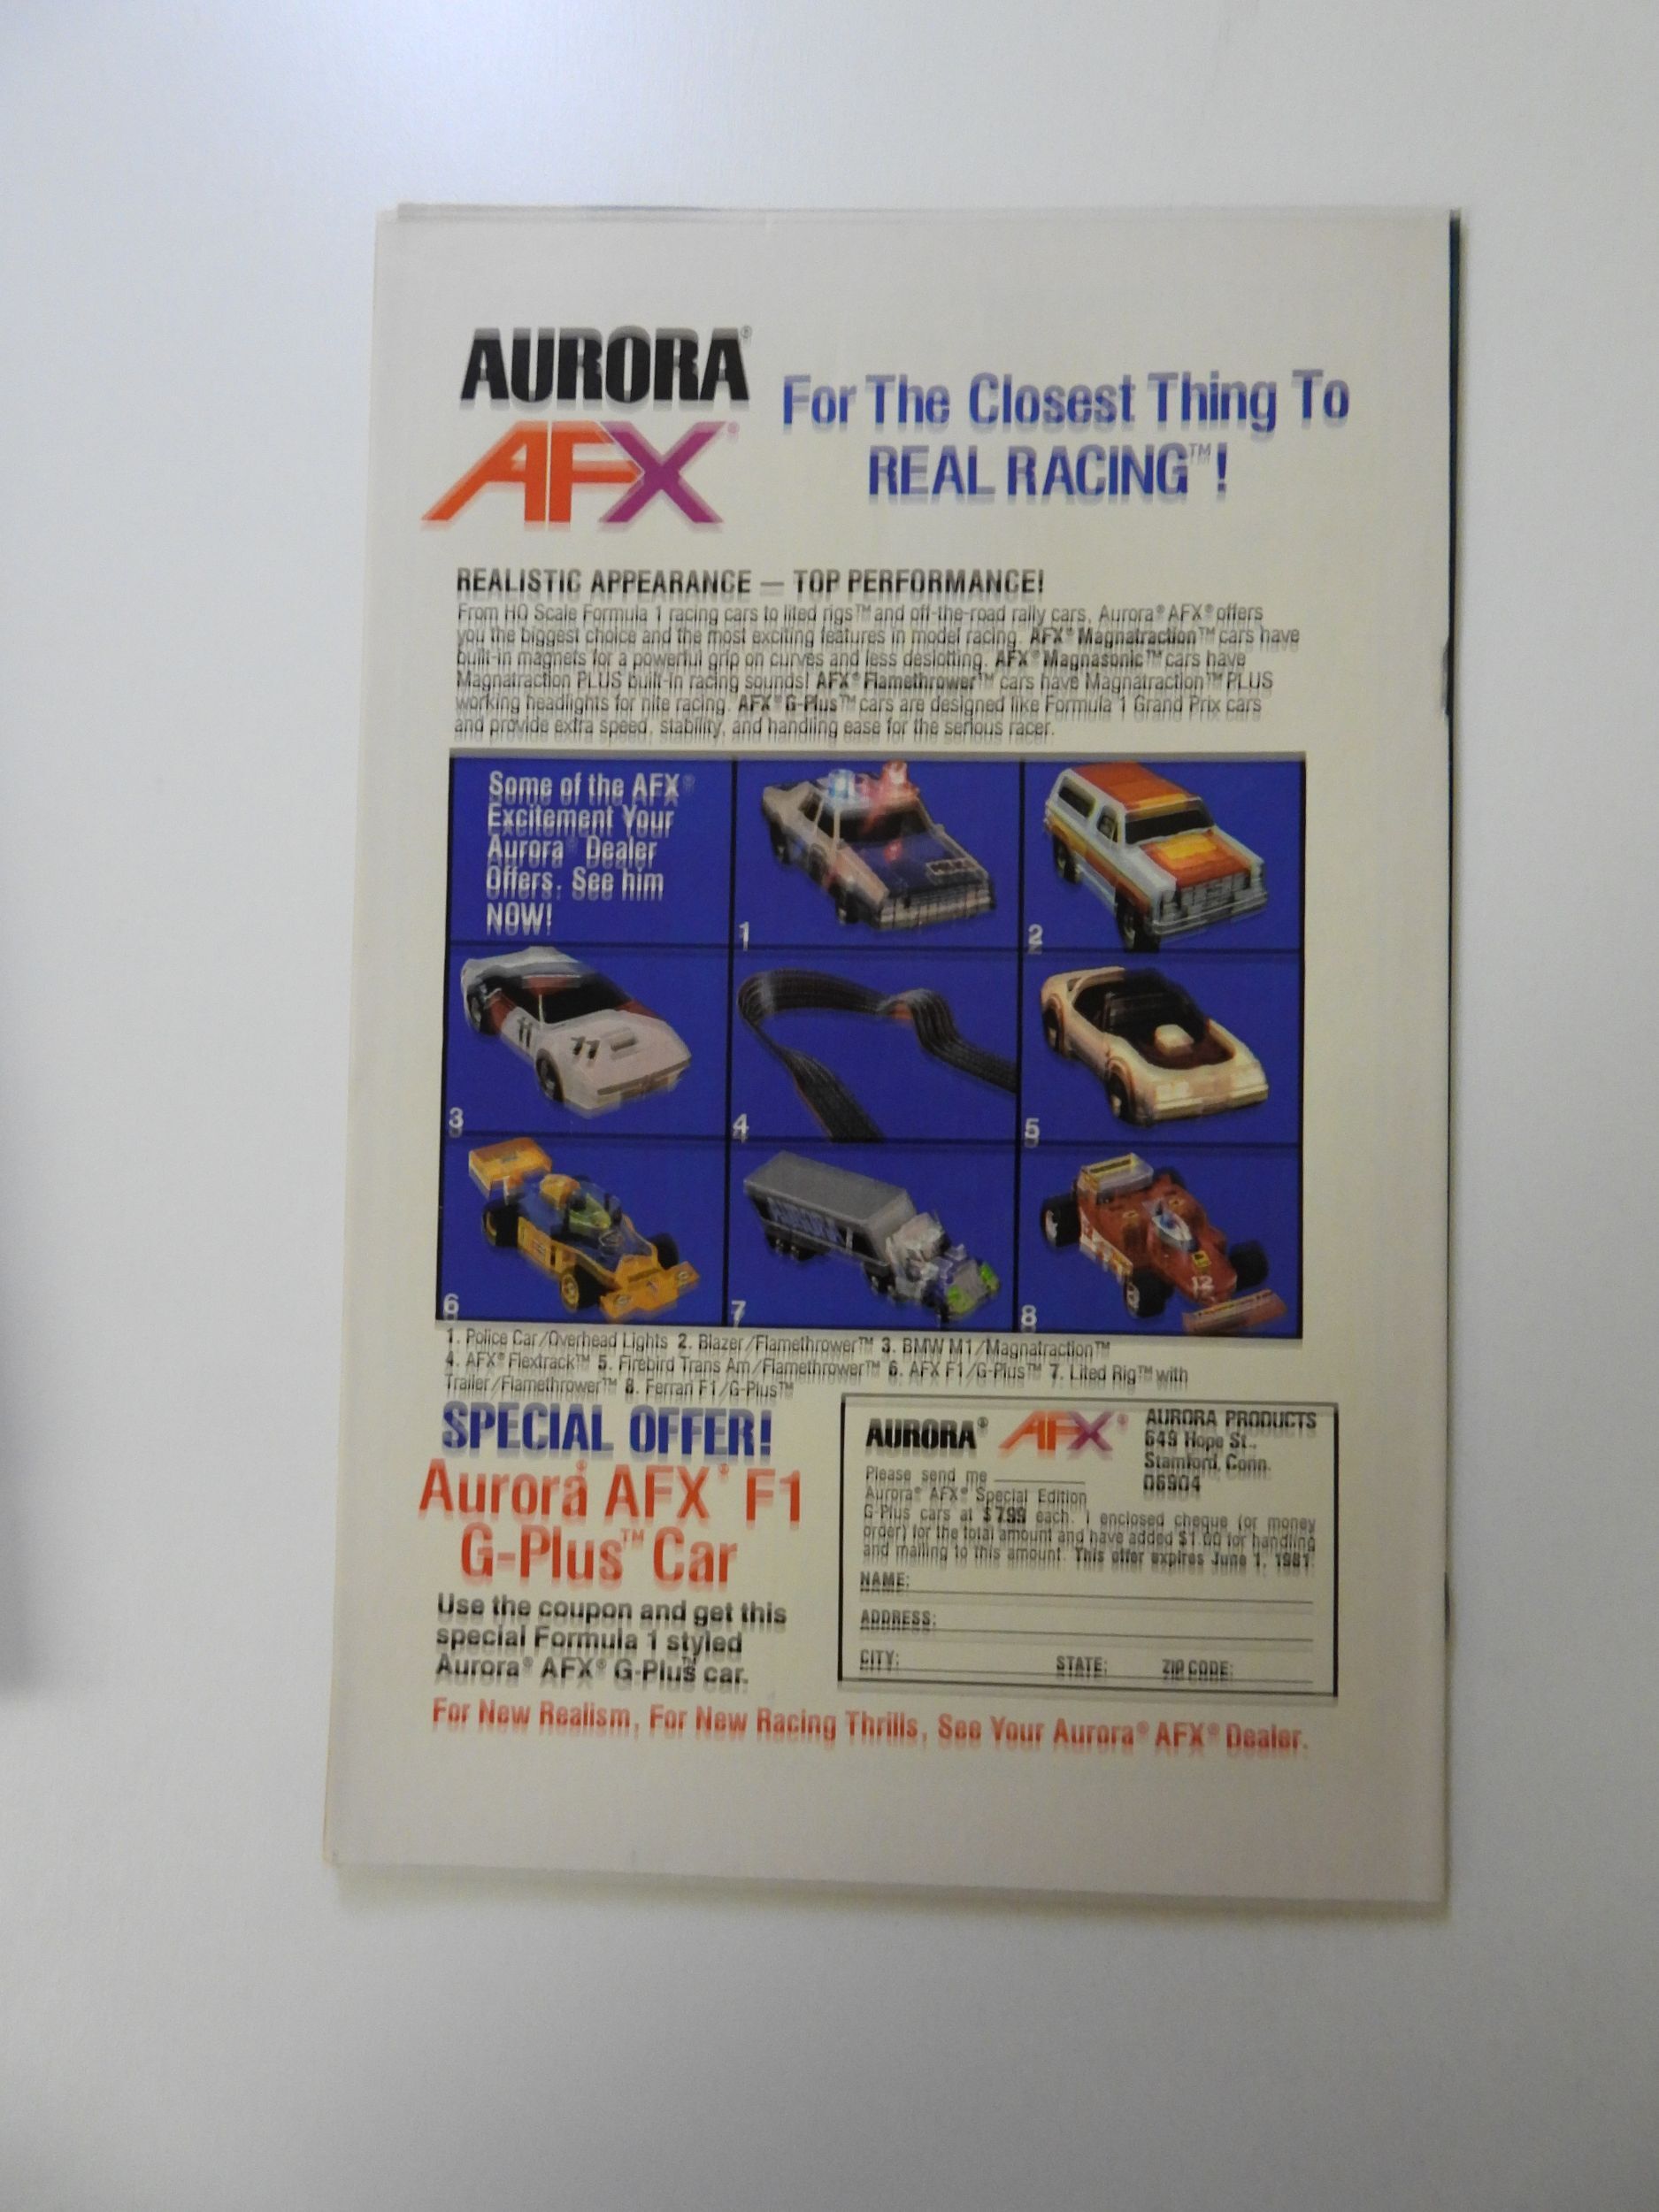 AURORA®
AFX®
For The Closest Thing To
REAL RACING™!
REALISTIC APPEARANCE — TOP PERFORMANCE!
From HO Scale Formula 1 racing cars to lited rigs™ and off-the-road rally cars, Aurora® AFX® offers
you the biggest choice and the most exciting features in model racing. AFX® Magnatraction™ cars have
built-in magnets for a powerful grip on curves and less deslotting. AFX® Magnasonic™ cars have
Magnatraction PLUS built-in racing sounds! AFX® Flamethrower™ cars have Magnatraction™ PLUS
working headlights for nite racing. AFX® G-Plus™ cars are designed like Formula 1 Grand Prix cars
and provide extra speed, stability, and handling ease for the serious racer.
Some of the AFX®
Excitement Your
Aurora® Dealer
Offers. See him
NOW!
1
2
11
11
3
4
5
6
7
12
8
1. Police Car/Overhead Lights 2. Blazer/Flamethrower™ 3. BMW M1/Magnatraction™
4. AFX® Flextrack™ 5. Firebird Trans Am/Flamethrower™ 6. AFX F1/G-Plus™ 7. Lited Rig™ with
Trailer/Flamethrower™ 8. Ferrari F1/G-Plus™
SPECIAL OFFER!
Aurora® AFX® F1
G-Plus™ Car
Use the coupon and get this
special Formula 1 styled
Aurora® AFX® G-Plus™ car.
AURORA® AFX®
AURORA PRODUCTS
649 Hope St.,
Stamford, Conn.
06904
Please send me
Aurora® AFX® Special Edition
G-Plus cars at $7.99 each. I enclosed cheque (or money
order) for the total amount and have added $1.00 for handling
and mailing to this amount. This offer expires June 1, 1981.
NAME:
ADDRESS:
CITY: STATE: ZIP CODE:
For New Realism, For New Racing Thrills, See Your Aurora® AFX® Dealer.